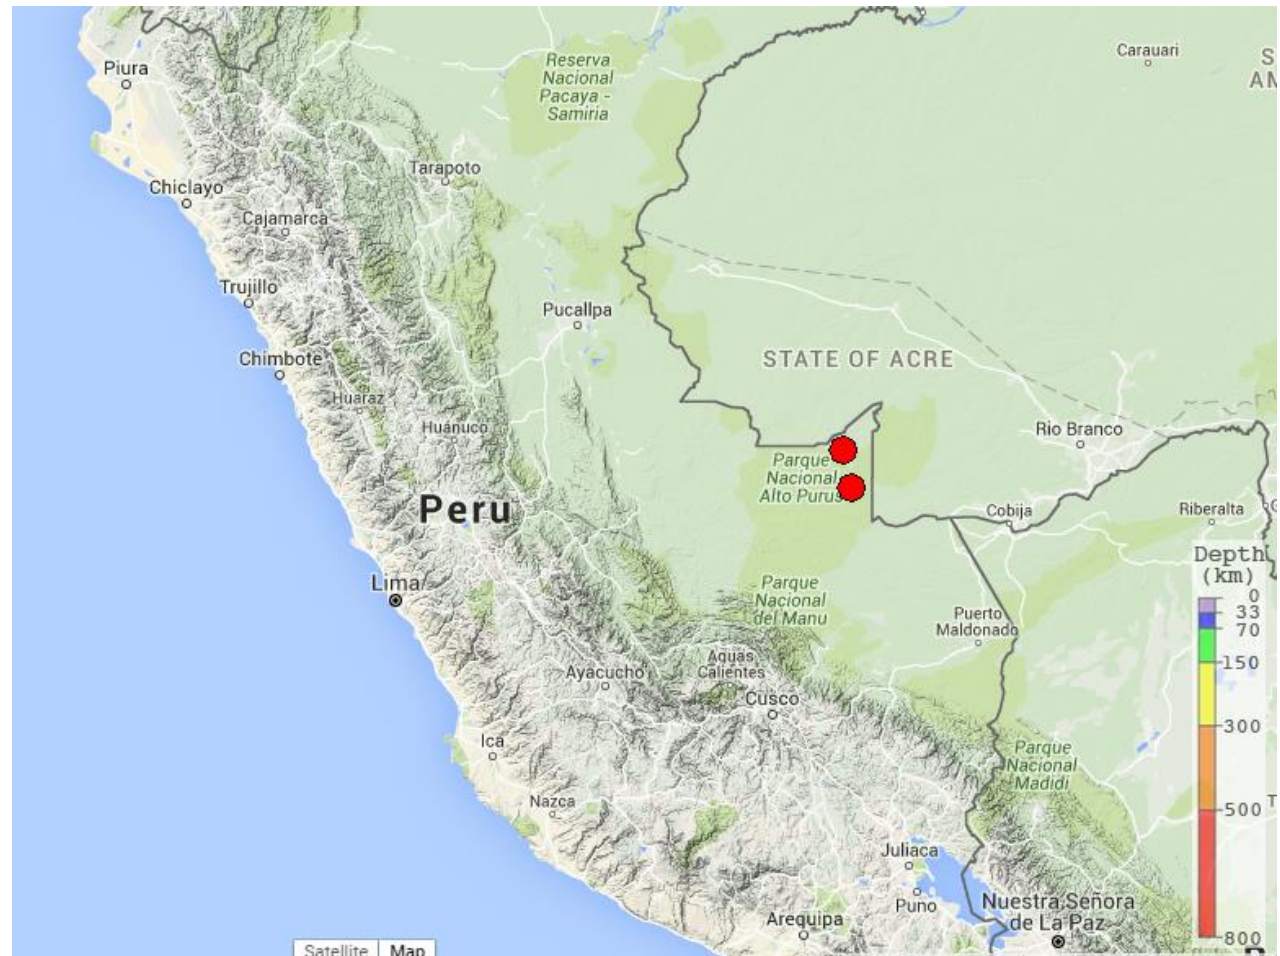 Carauari
S
AM
Piura
Reserva
Nacional
Pacaya -
Samiria
Tarapoto
Chiclayo
Cajamarca
Trujillo
Pucallpa
Chimbote
STATE OF ACRE
Huaraz
Huánuco
Rio Branco
Parque
Nacional
Alto Purus
Peru
Cobija
Riberalta
Depth
(km)
0
33
70
150
300
500
800
Lima
Parque
Nacional
del Manu
Puerto
Maldonado
Ayacucho
Aguas
Calientes
Cusco
Ica
Parque
Nacional
Madidi
Nazca
T
Juliaca
Puno
Nuestra Señora
de La Paz
Arequipa
Satellite
Map